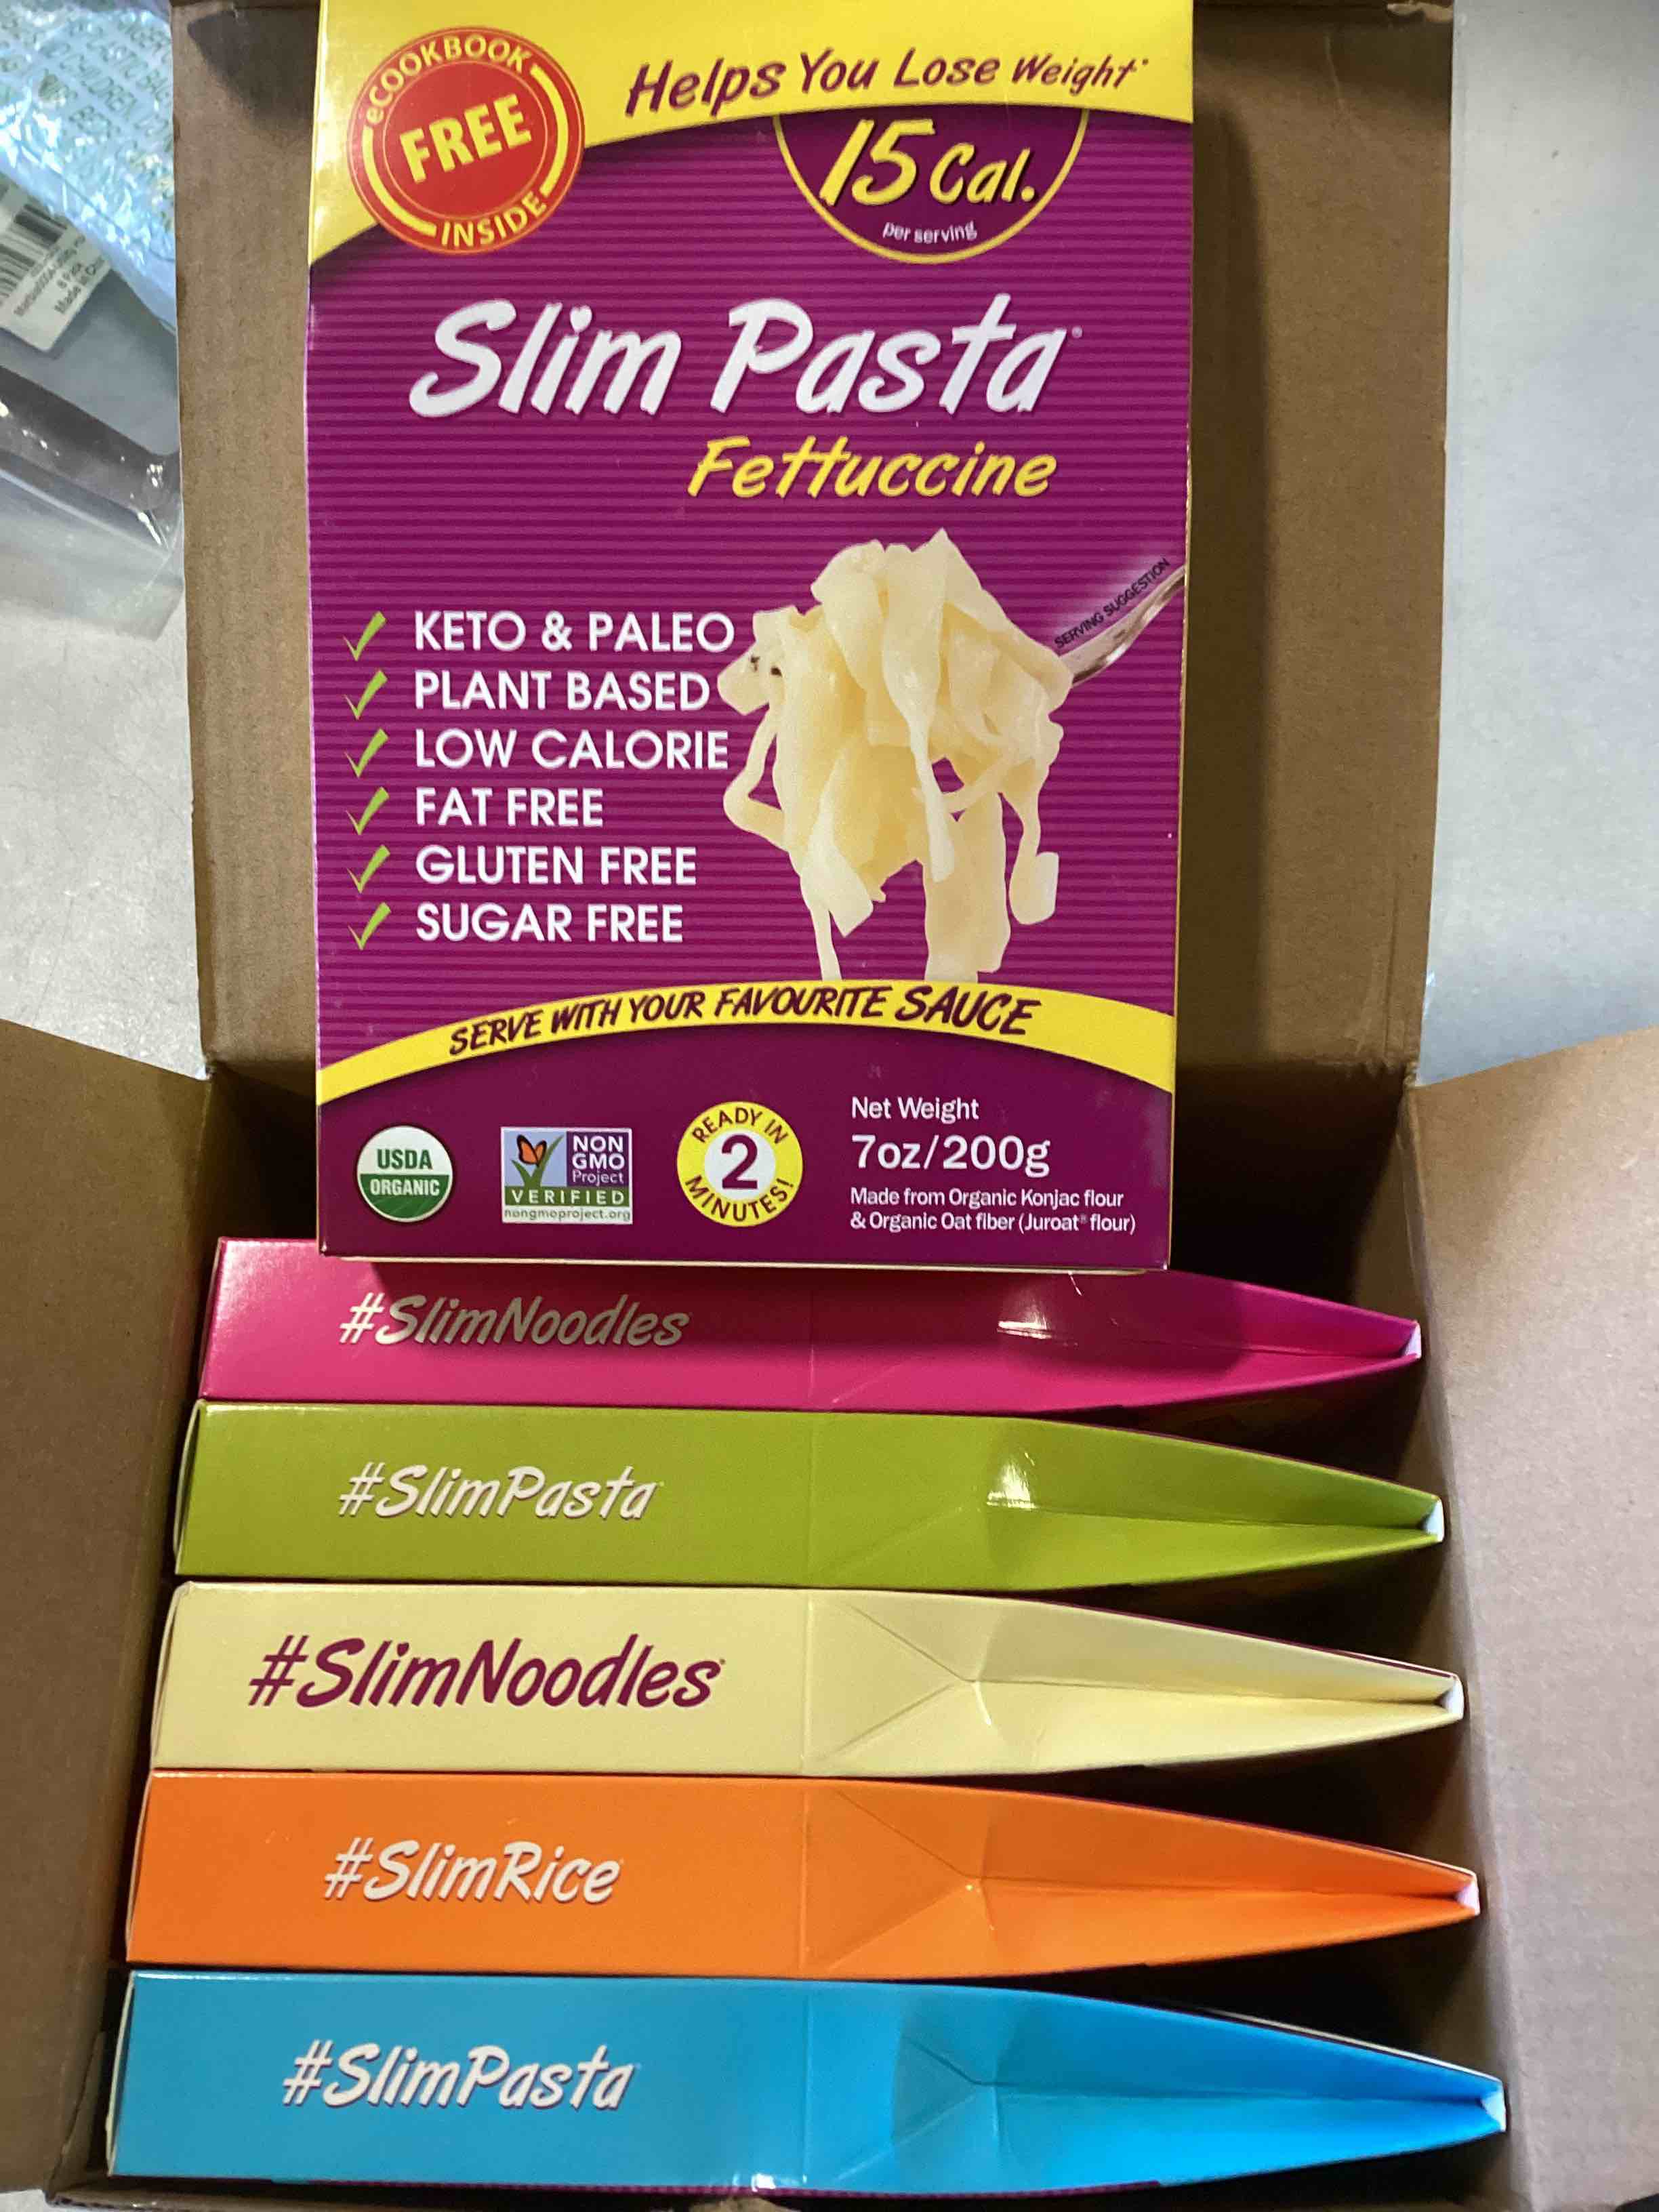 eCOOKBOOK
FREE
INSIDE
Helps You Lose Weight*
15 Cal.
per serving
Slim Pasta®
Fettuccine
SERVING SUGGESTION
KETO & PALEO
PLANT BASED
LOW CALORIE
FAT FREE
GLUTEN FREE
SUGAR FREE
SERVE WITH YOUR FAVOURITE SAUCE
USDA
ORGANIC
NON
GMO
Project
VERIFIED
nongmoproject.org
READY IN
2
MINUTES!
Net Weight
7oz/200g
Made from Organic Konjac flour
& Organic Oat fiber (Juroat® flour)
#SlimNoodles
#SlimPasta
#SlimNoodles
#SlimRice
#SlimPasta